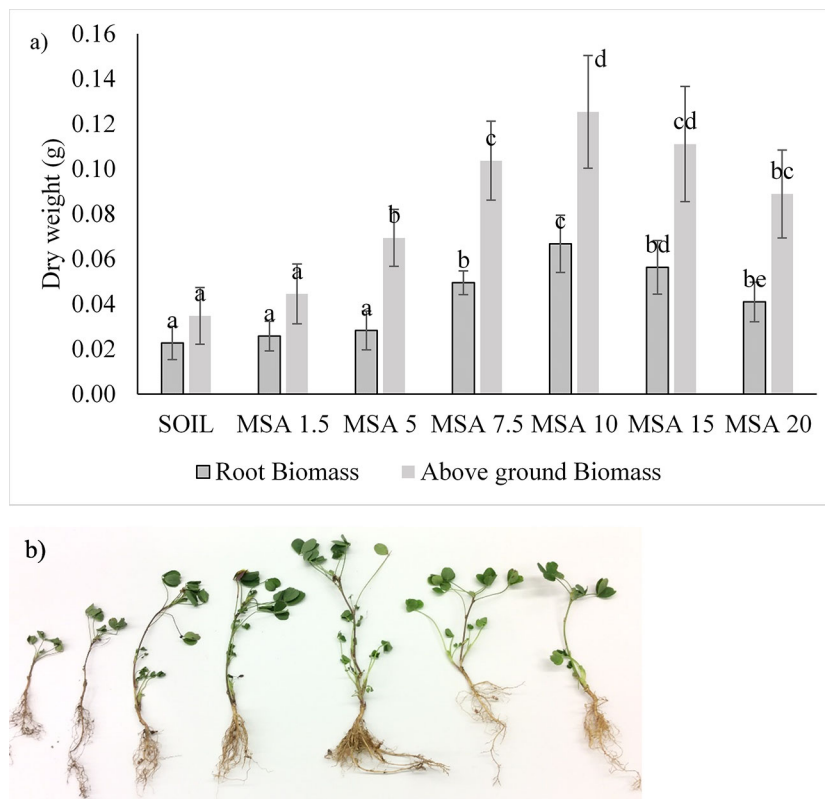 a)
0.16
0.14
0.12
0.10
0.08
0.06
0.04
0.02
0.00
Dry weight (g)
a a a a a b b c c d bd cd be bc
SOIL MSA 1.5 MSA 5 MSA 7.5 MSA 10 MSA 15 MSA 20
Root Biomass Above ground Biomass
b)